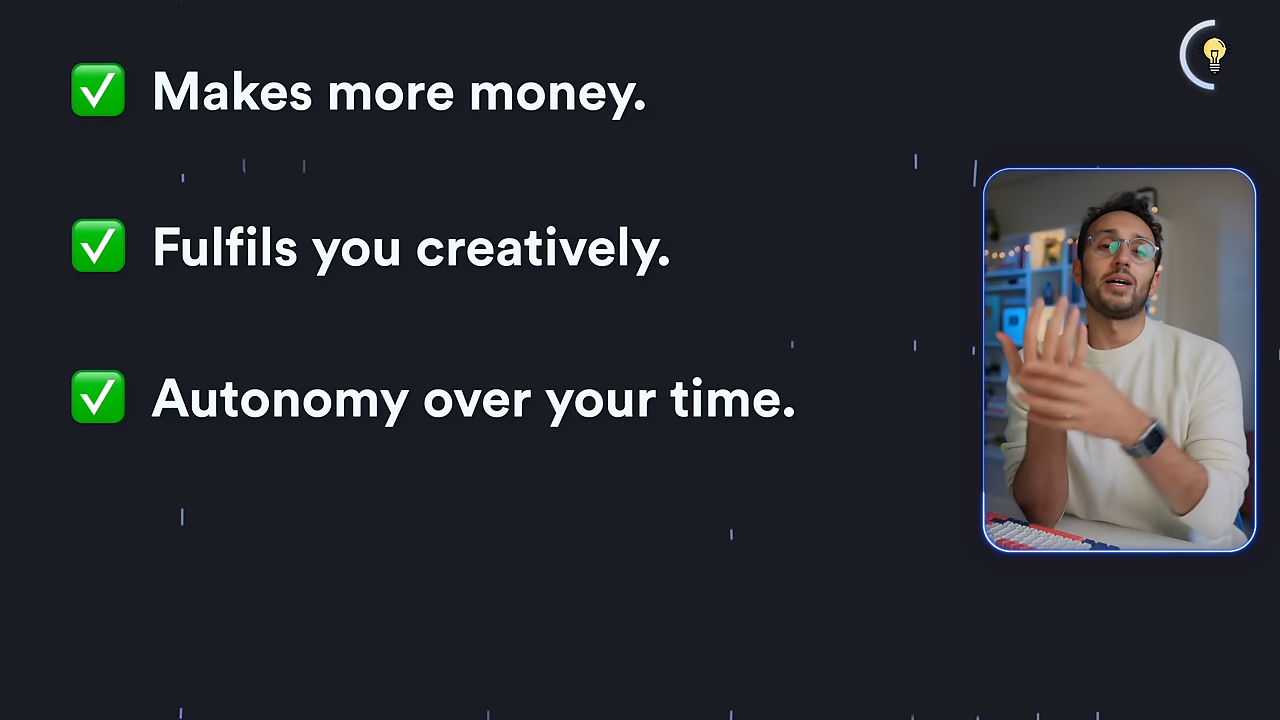 ✅ Makes more money.
✅ Fulfils you creatively.
✅ Autonomy over your time.